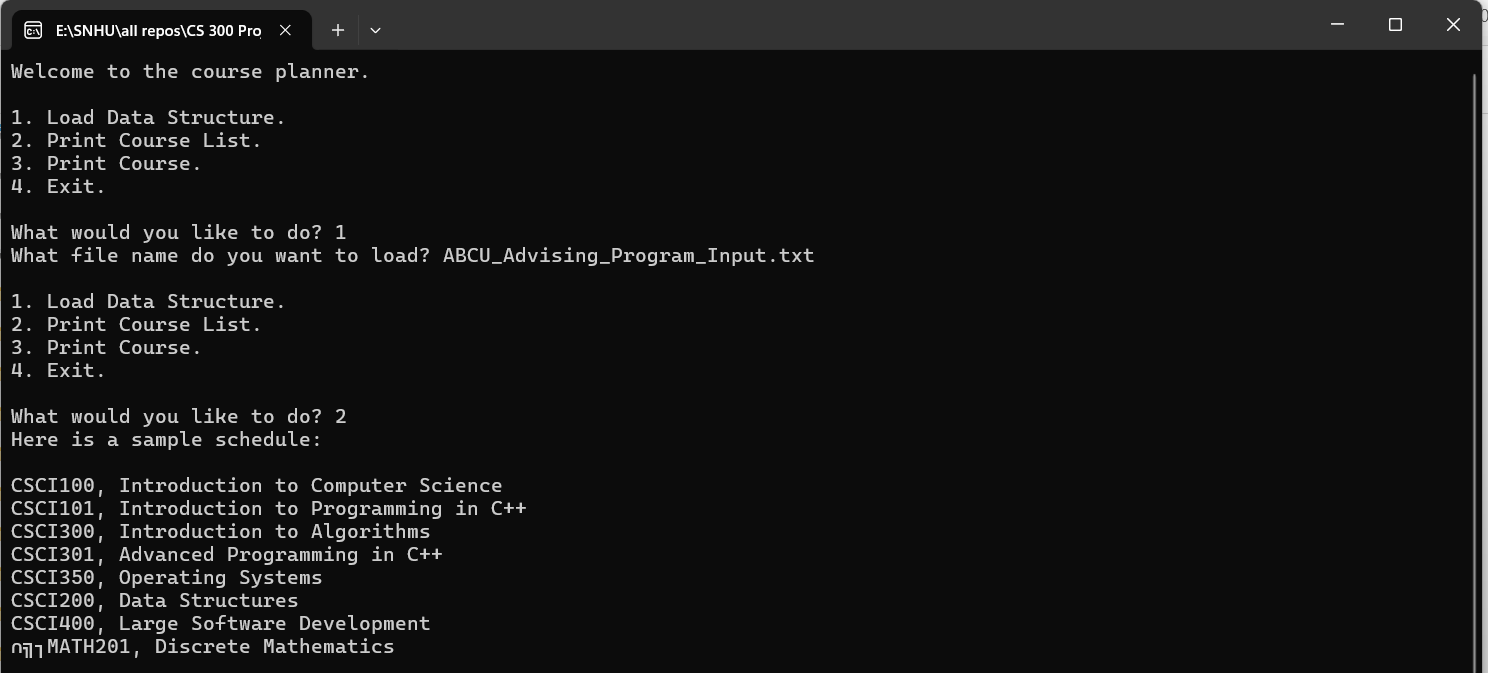 E:\SNHU\all repos\CS 300 Pro
Welcome to the course planner.
1. Load Data Structure.
2. Print Course List.
3. Print Course.
4. Exit.
What would you like to do? 1
What file name do you want to load? ABCU_Advising_Program_Input.txt
1. Load Data Structure.
2. Print Course List.
3. Print Course.
4. Exit.
What would you like to do? 2
Here is a sample schedule:
CSCI100, Introduction to Computer Science
CSCI101, Introduction to Programming in C++
CSCI300, Introduction to Algorithms
CSCI301, Advanced Programming in C++
CSCI350, Operating Systems
CSCI200, Data Structures
CSCI400, Large Software Development
∩╗┐MATH201, Discrete Mathematics